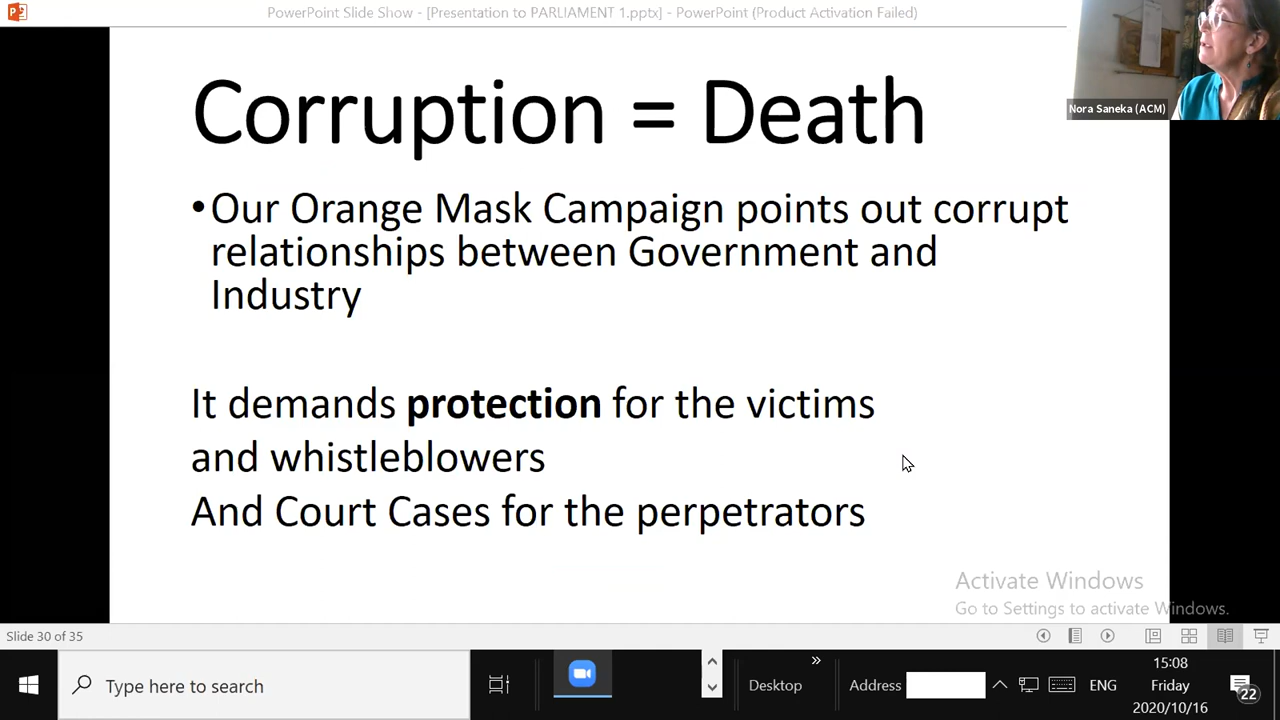 PowerPoint Slide Show - [Presentation to PARLIAMENT 1.pptx] - PowerPoint (Product Activation Failed)
Nora Saneka (ACM)
Corruption = Death
•Our Orange Mask Campaign points out corrupt
relationships between Government and
Industry
It demands protection for the victims
and whistleblowers
And Court Cases for the perpetrators
Activate Windows
Go to Settings to activate Windows.
Slide 30 of 35
Type here to search
Desktop
Address
ENG
15:08
Friday
2020/10/16
22